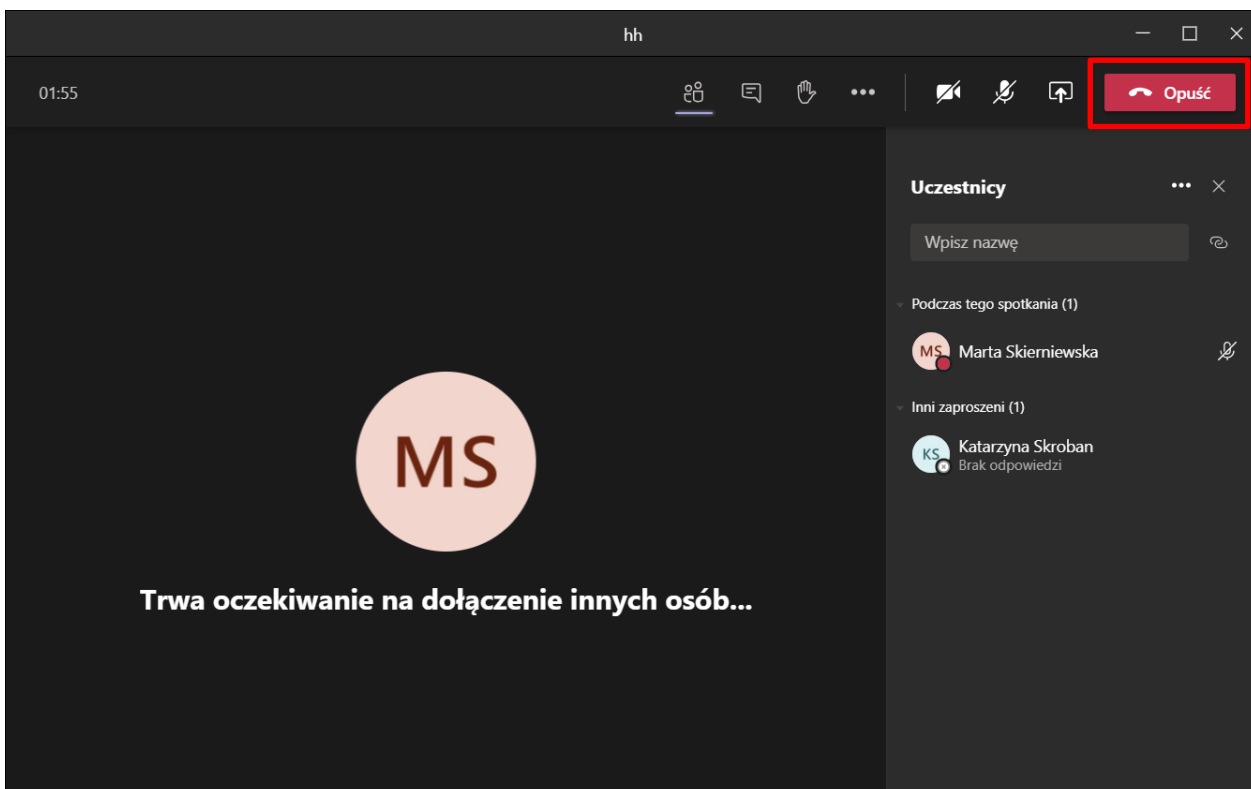 hh
01:55
Opuść
Uczestnicy
Wpisz nazwę
Podczas tego spotkania (1)
MS
Marta Skierniewska
Inni zaproszeni (1)
KS
Katarzyna Skroban
Brak odpowiedzi
MS
Trwa oczekiwanie na dołączenie innych osób...